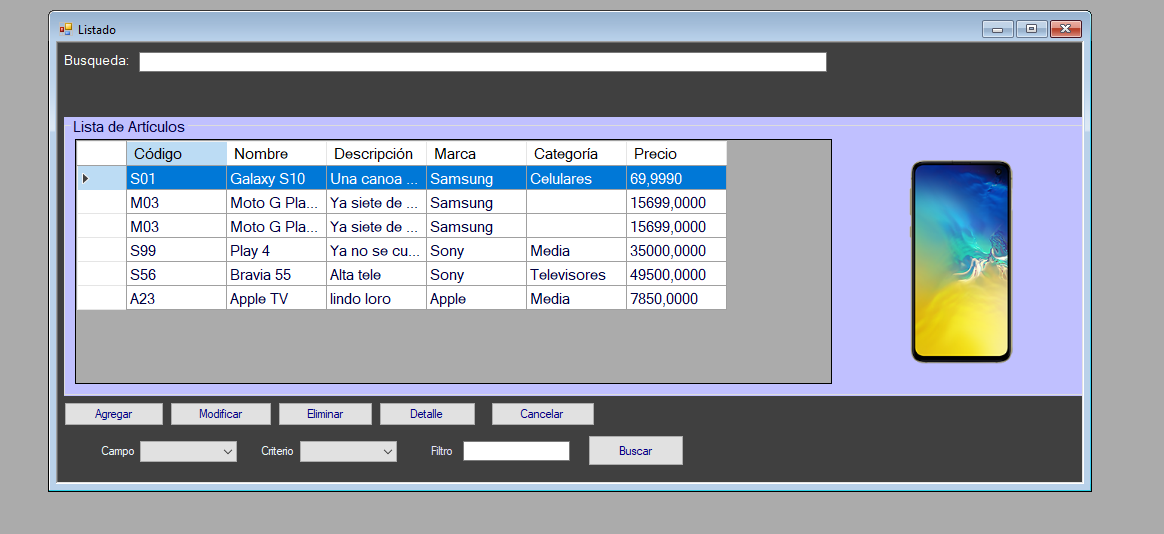 Listado
Busqueda:
Lista de Artículos
Código Nombre Descripción Marca Categoría Precio
S01 Galaxy S10 Una canoa ... Samsung Celulares 69,9990
M03 Moto G Pla... Ya siete de ... Samsung 15699,0000
M03 Moto G Pla... Ya siete de ... Samsung 15699,0000
S99 Play 4 Ya no se cu... Sony Media 35000,0000
S56 Bravia 55 Alta tele Sony Televisores 49500,0000
A23 Apple TV lindo loro Apple Media 7850,0000
Agregar Modificar Eliminar Detalle Cancelar
Campo Criterio Filtro Buscar